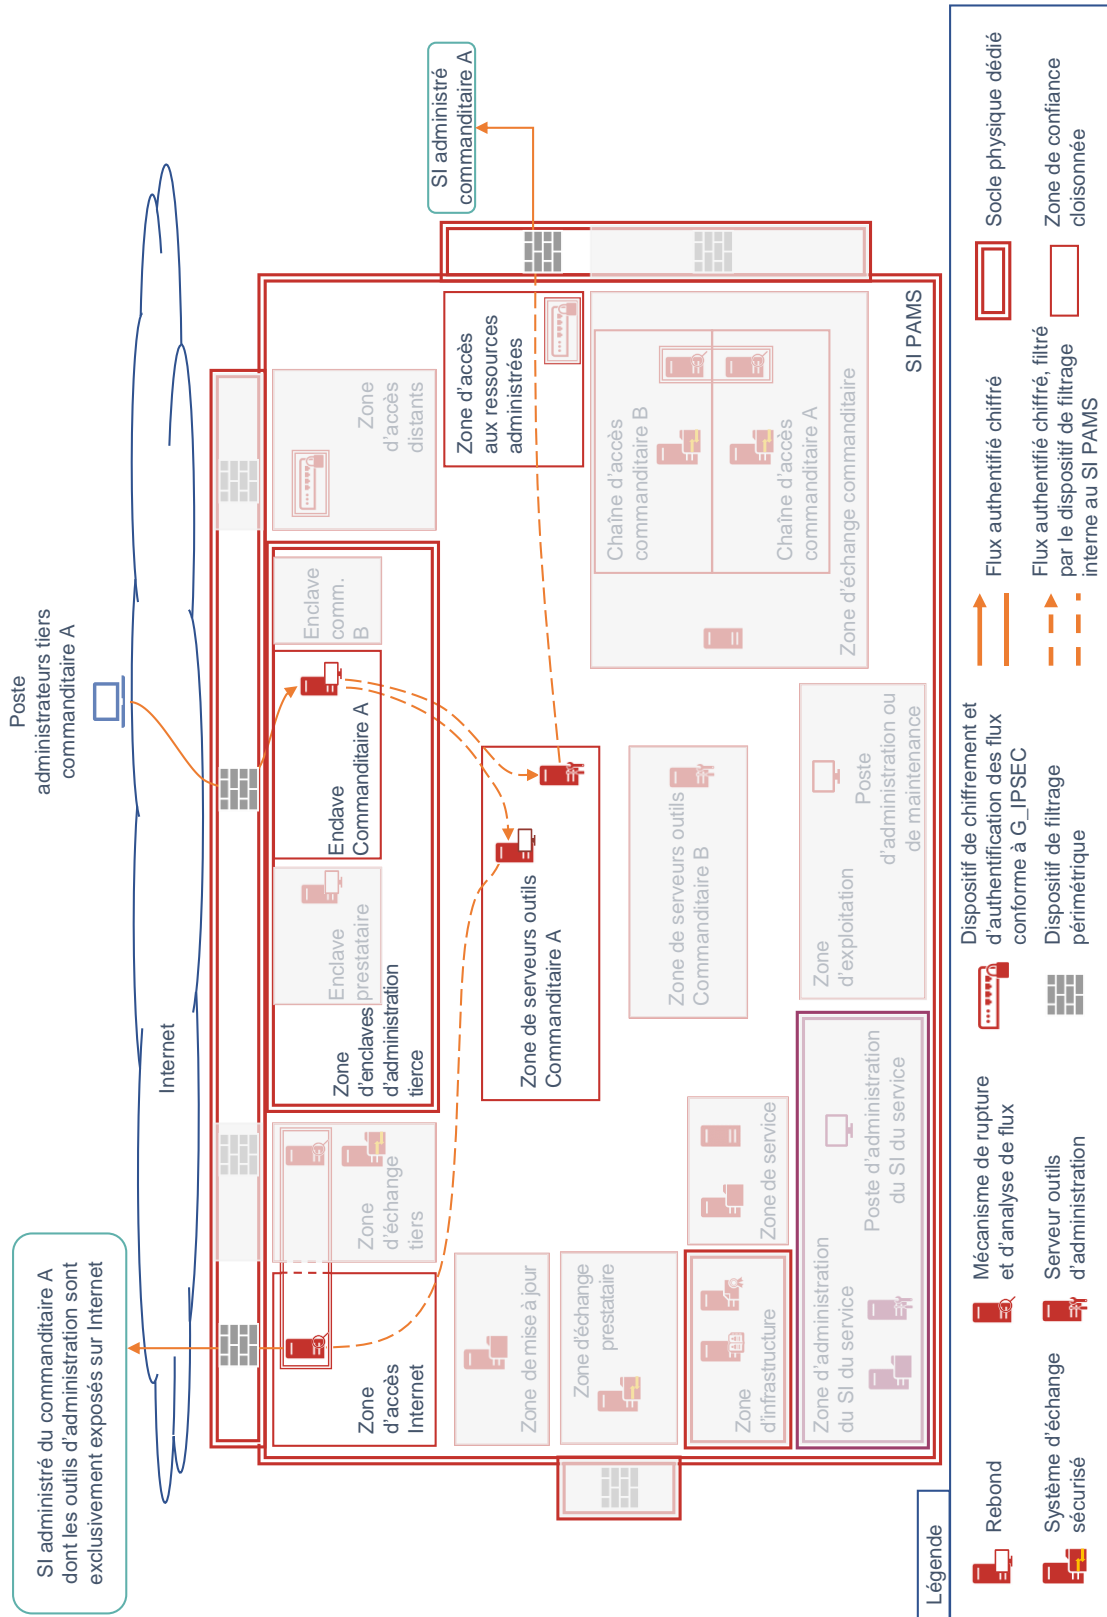 SI administré du commanditaire A
dont les outils d'administration sont
exclusivement exposés sur Internet
Internet
Poste
administrateurs tiers
commanditaire A
Zone
d'accès
Internet
Zone
d'échange
tiers
Zone
d'enclaves
d'administration
tierce
Enclave
prestataire
Enclave
Commanditaire A
Enclave
comm.
B
Zone
d'accès
distants
SI administré
commanditaire A
Zone d'accès
aux ressources
administrées
Zone de mise à jour
Zone d'échange
prestataire
Zone de serveurs outils
Commanditaire A
Zone de serveurs outils
Commanditaire B
Chaîne d'accès
commanditaire B
Chaîne d'accès
commanditaire A
Zone d'échange commanditaire
Zone
d'infrastructure
Zone de service
Zone d'administration
du SI du service
Poste d'administration
du SI du service
Zone
d'exploitation
Poste
d'administration ou
de maintenance
SI PAMS
Légende
Rebond
Système d'échange
sécurisé
Mécanisme de rupture
et d'analyse de flux
Serveur outils
d'administration
Dispositif de chiffrement et
d'authentification des flux
conforme à G_IPSEC
Dispositif de filtrage
périmétrique
Flux authentifié chiffré
Flux authentifié chiffré, filtré
par le dispositif de filtrage
interne au SI PAMS
Socle physique dédié
Zone de confiance
cloisonnée